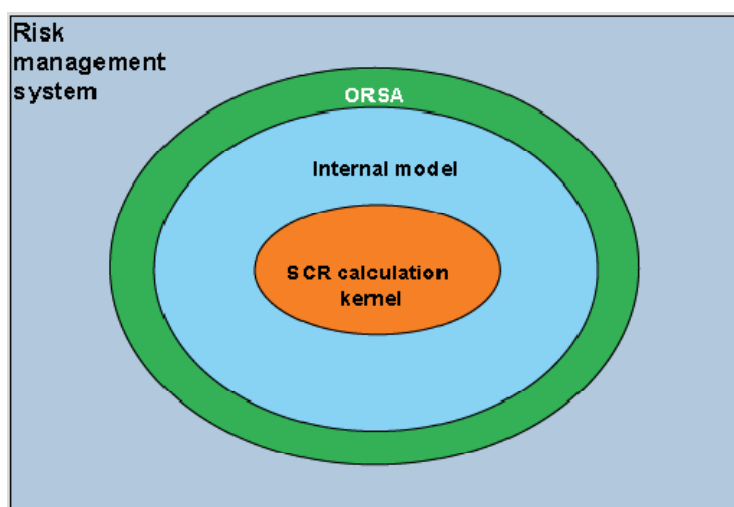 Risk
management
system
ORSA
Internal model
SCR calculation
kernel